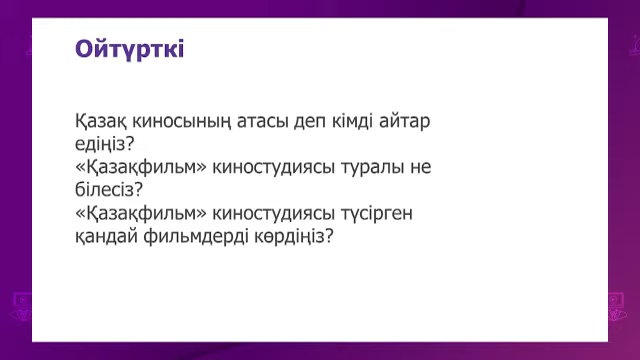 Ойтүрткі
Қазақ киносының атасы деп кімді айтар
едіңіз?
«Қазақфильм» киностудиясы туралы не
білесіз?
«Қазақфильм» киностудиясы түсірген
қандай фильмдерді көрдіңіз?